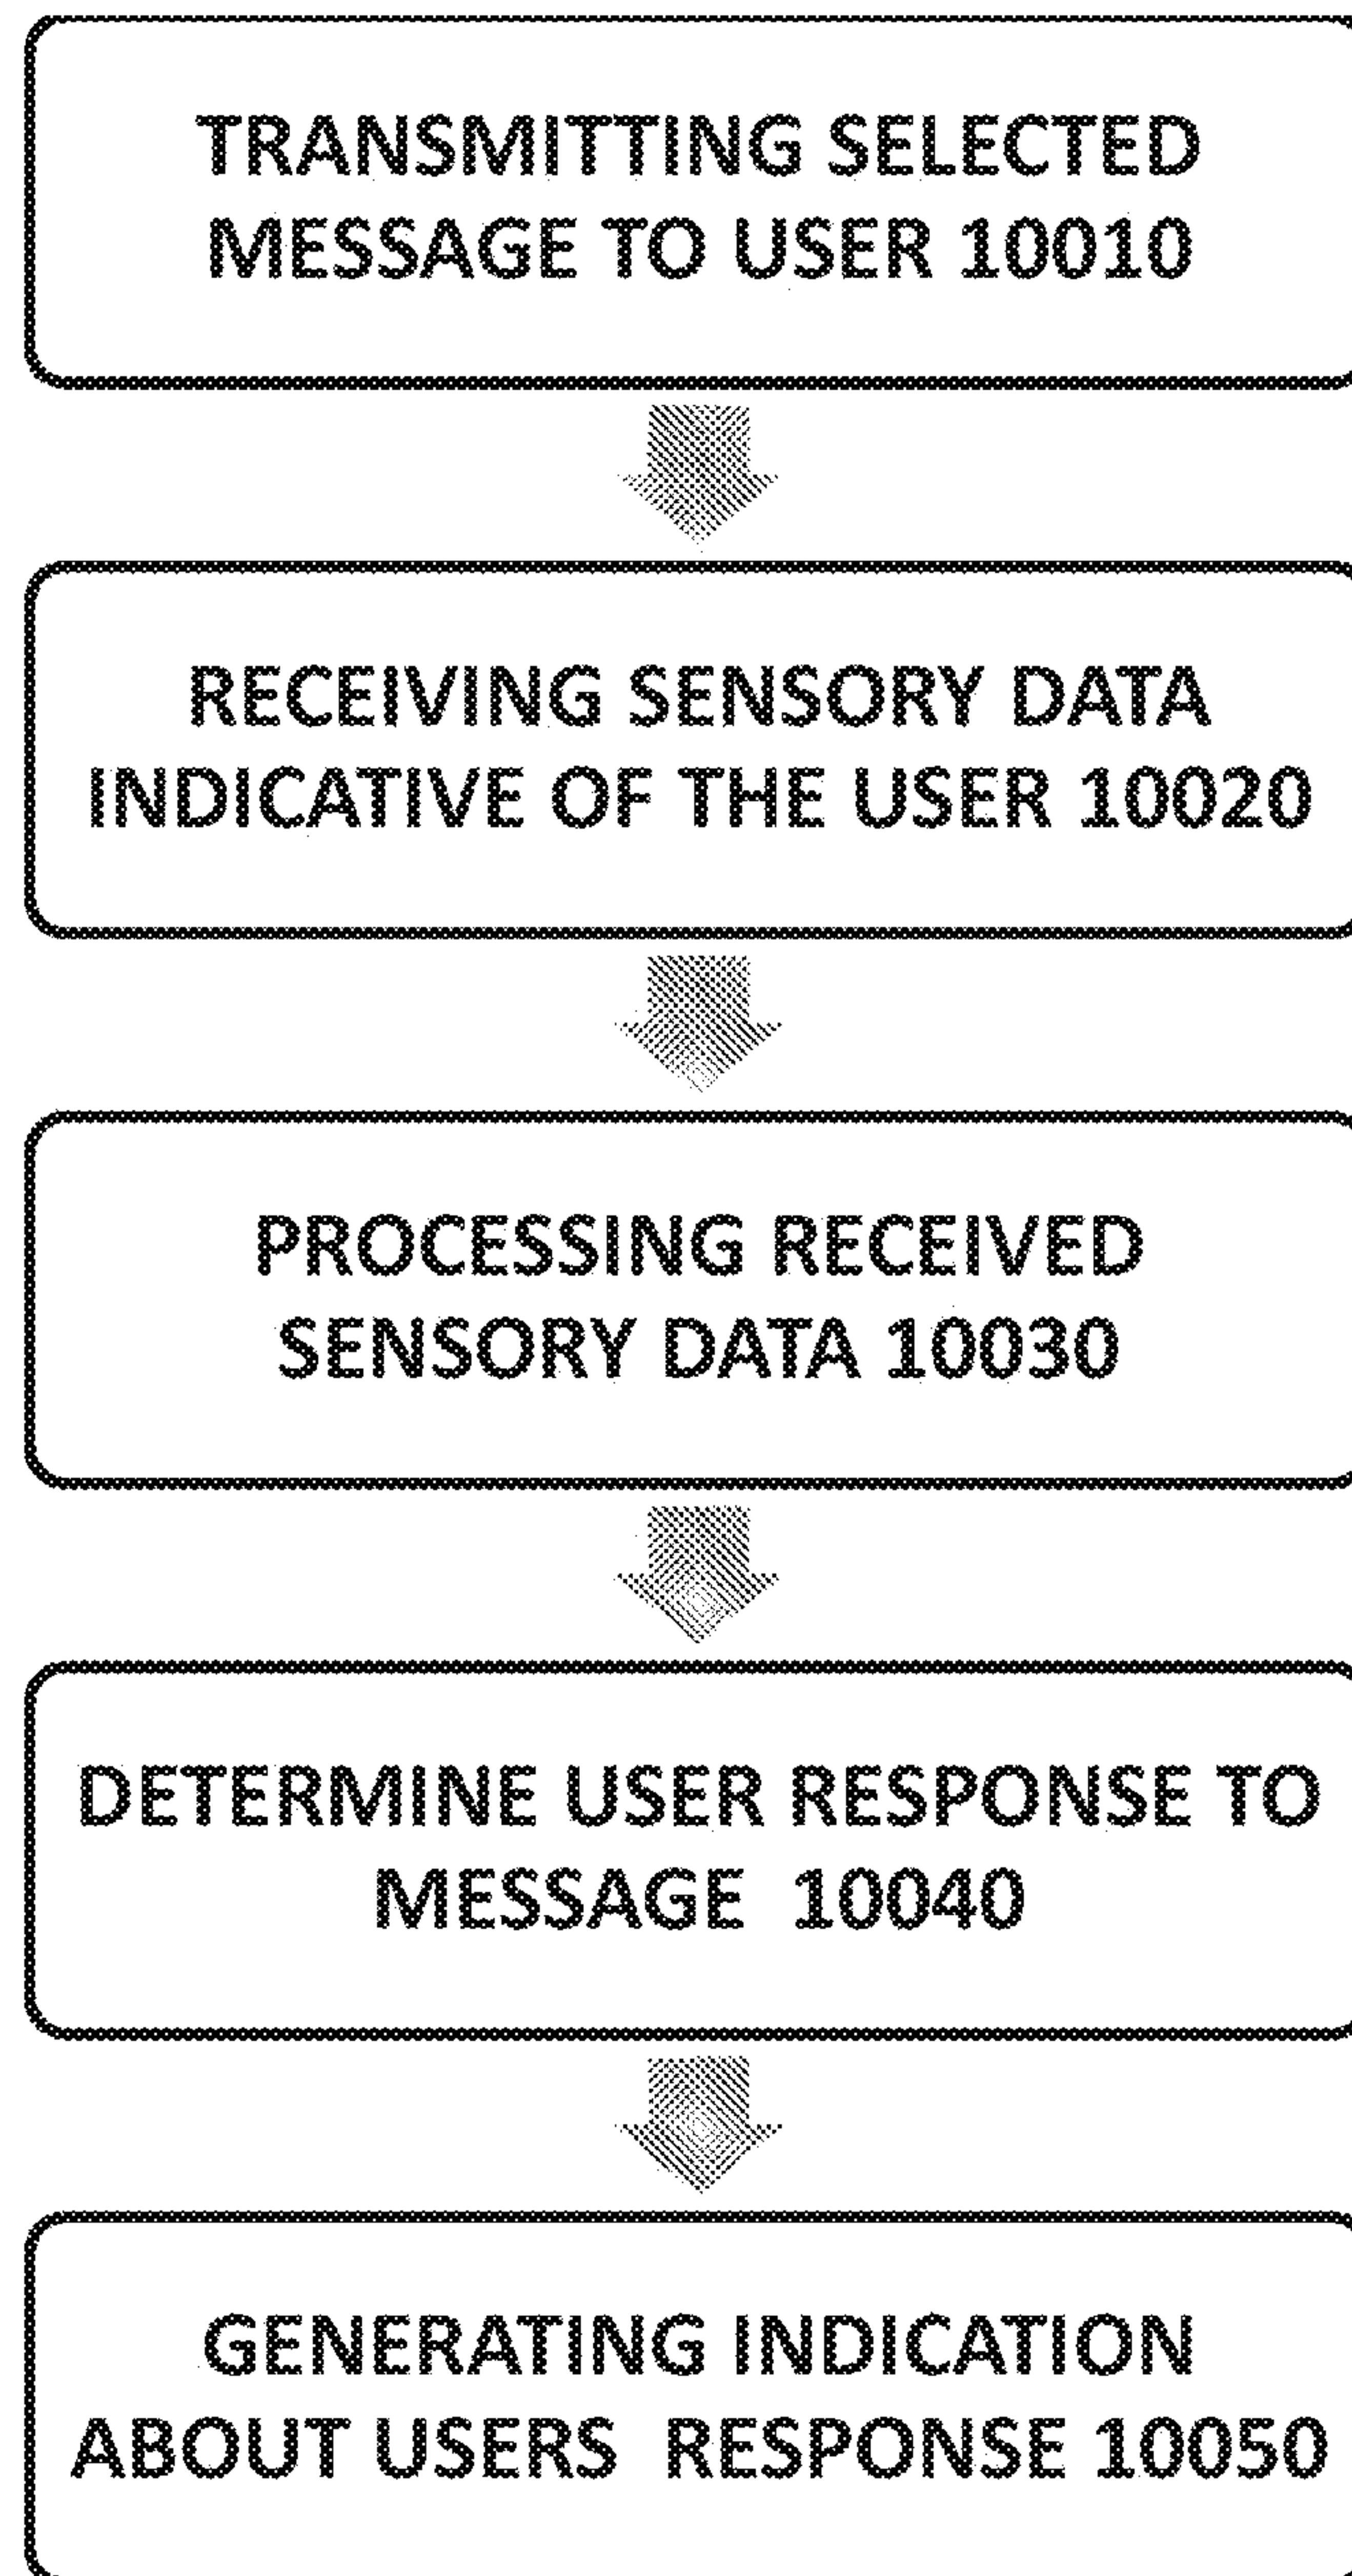 TRANSMITTING SELECTED
MESSAGE TO USER 10010
RECEIVING SENSORY DATA
INDICATIVE OF THE USER 10020
PROCESSING RECEIVED
SENSORY DATA 10030
DETERMINE USER RESPONSE TO
MESSAGE 10040
GENERATING INDICATION
ABOUT USERS RESPONSE 10050